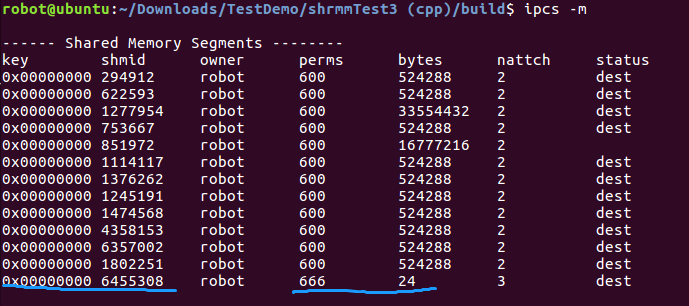 robot@ubuntu:~/Downloads/TestDemo/shrmmTest3 (cpp)/build$ ipcs -m
------ Shared Memory Segments --------
key shmid owner perms bytes nattch status
0x00000000 294912 robot 600 524288 2 dest
0x00000000 622593 robot 600 524288 2 dest
0x00000000 1277954 robot 600 33554432 2 dest
0x00000000 753667 robot 600 524288 2 dest
0x00000000 851972 robot 600 16777216 2
0x00000000 1114117 robot 600 524288 2 dest
0x00000000 1376262 robot 600 524288 2 dest
0x00000000 1245191 robot 600 524288 2 dest
0x00000000 1474568 robot 600 524288 2 dest
0x00000000 4358153 robot 600 524288 2 dest
0x00000000 6357002 robot 600 524288 2 dest
0x00000000 1802251 robot 600 524288 2 dest
0x00000000 6455308 robot 666 24 3 dest